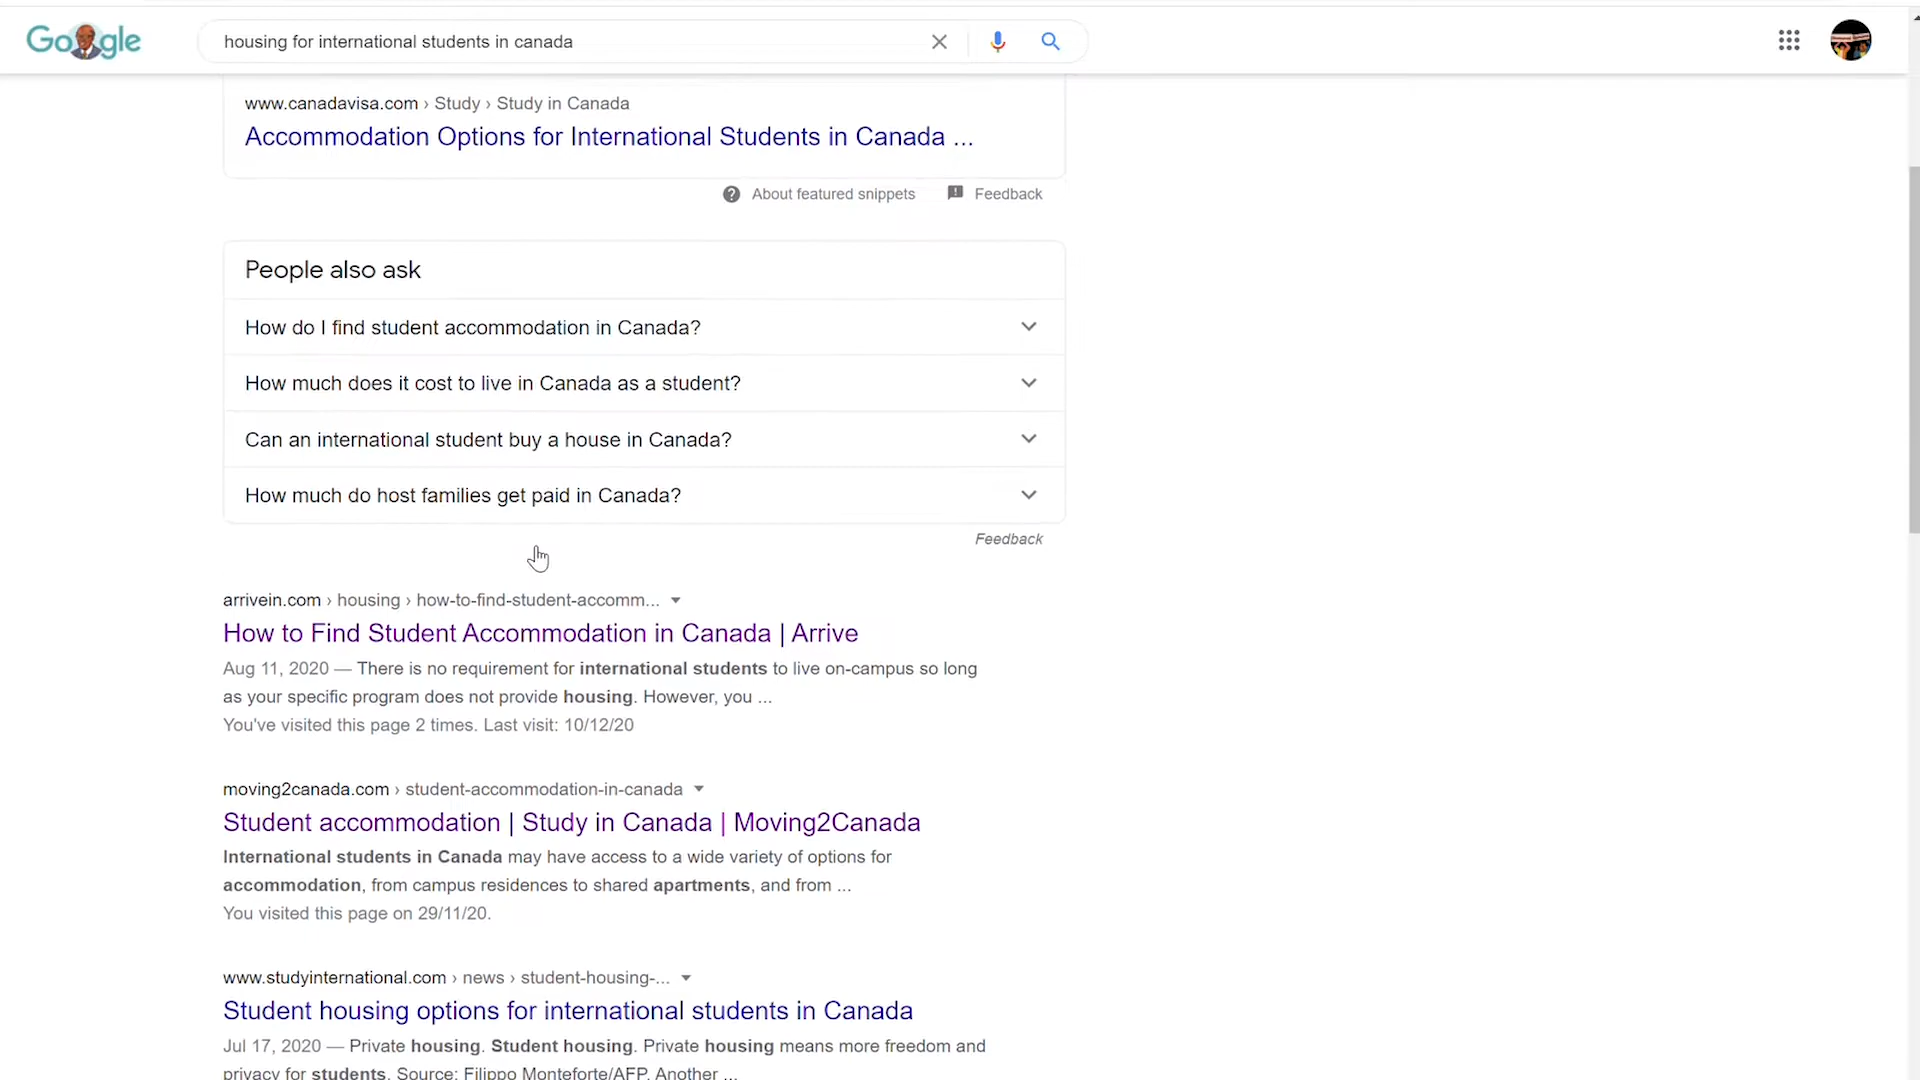 Google
housing for international students in canada
www.canadavisa.com › Study › Study in Canada
Accommodation Options for International Students in Canada ...
About featured snippets
Feedback
People also ask
How do I find student accommodation in Canada?
How much does it cost to live in Canada as a student?
Can an international student buy a house in Canada?
How much do host families get paid in Canada?
Feedback
arrivein.com › housing › how-to-find-student-accomm...
How to Find Student Accommodation in Canada | Arrive
Aug 11, 2020 — There is no requirement for international students to live on-campus so long
as your specific program does not provide housing. However, you ...
You've visited this page 2 times. Last visit: 10/12/20
moving2canada.com › student-accommodation-in-canada
Student accommodation | Study in Canada | Moving2Canada
International students in Canada may have access to a wide variety of options for
accommodation, from campus residences to shared apartments, and from ...
You visited this page on 29/11/20.
www.studyinternational.com › news › student-housing-...
Student housing options for international students in Canada
Jul 17, 2020 — Private housing. Student housing. Private housing means more freedom and
privacy for students. Source: Filippo Monteforte/AFP. Another ...